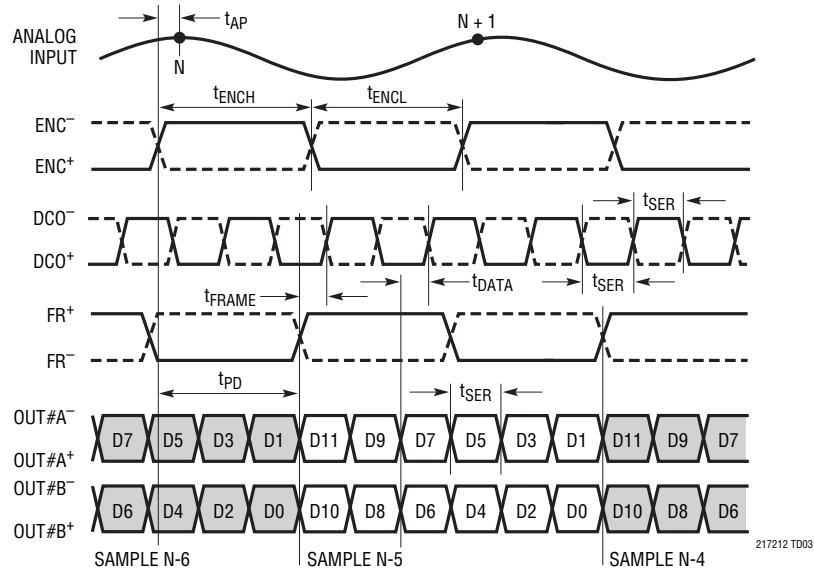 tAP
ANALOG
INPUT
N
N + 1
tENCH
tENCL
ENC–
ENC+
DCO–
DCO+
tSER
tFRAME
tDATA
tSER
FR+
FR–
tPD
tSER
OUT#A–
OUT#A+
D7 D5 D3 D1 D11 D9 D7 D5 D3 D1 D11 D9 D7
OUT#B–
OUT#B+
D6 D4 D2 D0 D10 D8 D6 D4 D2 D0 D10 D8 D6
SAMPLE N-6
SAMPLE N-5
SAMPLE N-4
217212 TD03